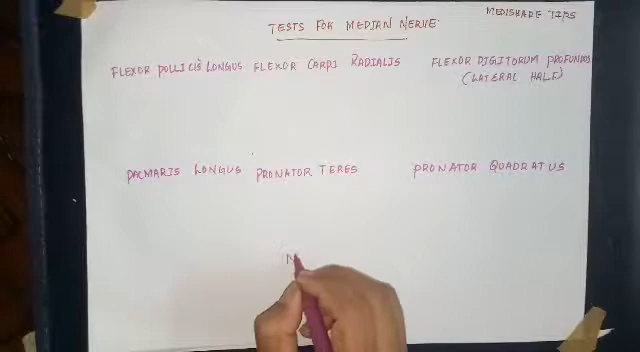 MEDISHARE TIPS
TESTS FOR MEDIAN NERVE
FLEXOR POLLICIS LONGUS FLEXOR CARPI RADIALIS FLEXOR DIGITORUM PROFUNDUS
(LATERAL HALF)
PALMARIS LONGUS PRONATOR TERES PRONATOR QUADRATUS
N